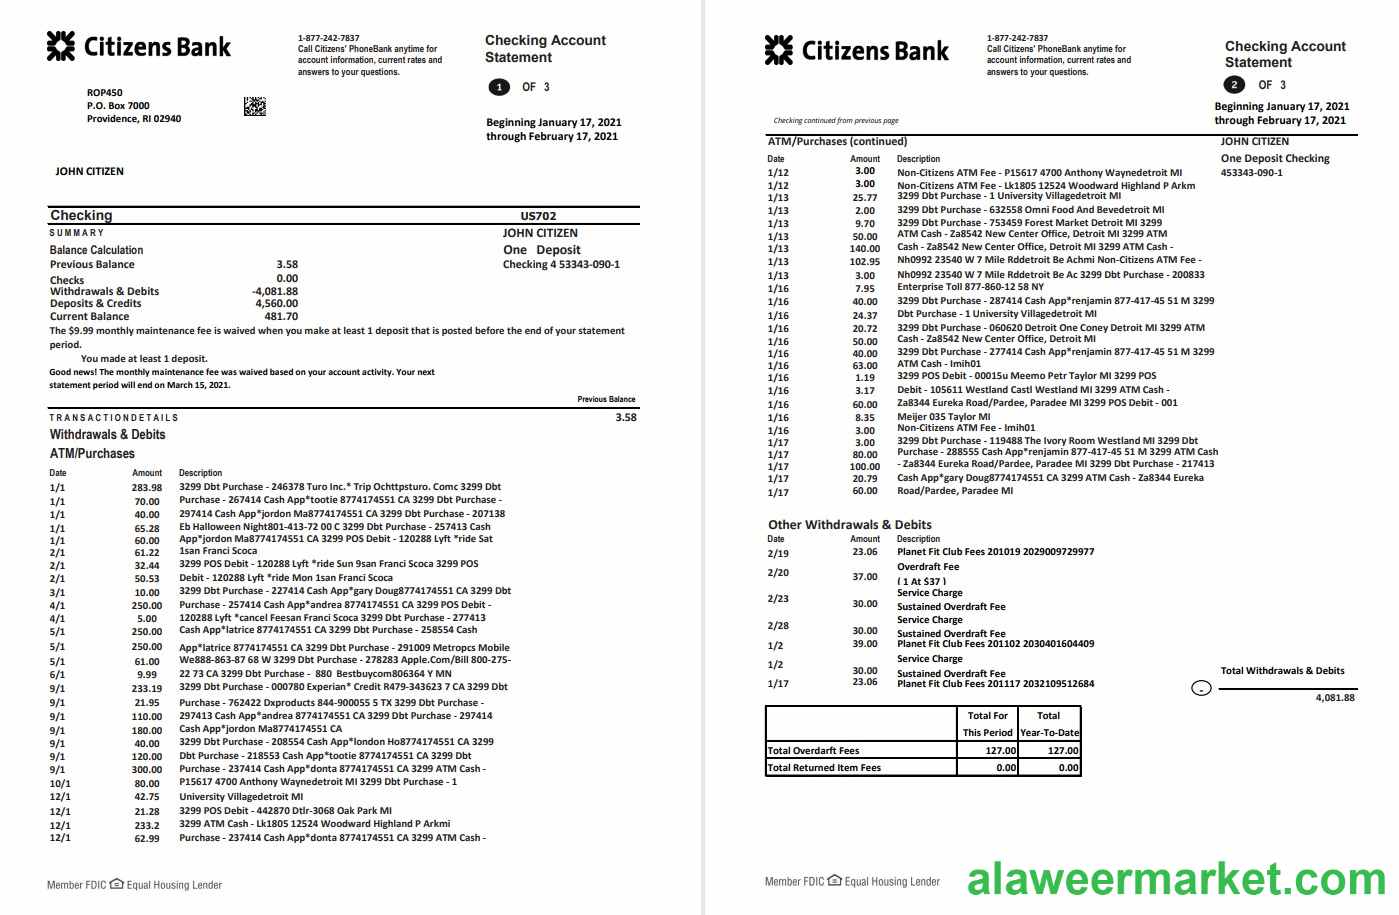 Citizens Bank
1-877-242-7837
Call Citizens' PhoneBank anytime for
account information, current rates and
answers to your questions.
Checking Account
Statement
1 OF 3
ROP450
P.O. Box 7000
Providence, RI 02940
Beginning January 17, 2021
through February 17, 2021
JOHN CITIZEN
Checking US702
SUMMARY JOHN CITIZEN
Balance Calculation One Deposit
Previous Balance 3.58 Checking 4 53343-090-1
Checks 0.00
Withdrawals & Debits -4,081.88
Deposits & Credits 4,560.00
Current Balance 481.70
The $9.99 monthly maintenance fee is waived when you make at least 1 deposit that is posted before the end of your statement
period.
You made at least 1 deposit.
Good news! The monthly maintenance fee was waived based on your account activity. Your next
statement period will end on March 15, 2021.
Previous Balance
TRANSACTIONDETAILS 3.58
Withdrawals & Debits
ATM/Purchases
Date Amount Description
1/1 283.98 3299 Dbt Purchase - 246378 Turo Inc.* Trip Ochttpsturo. Comc 3299 Dbt
1/1 70.00 Purchase - 267414 Cash App*tootie 8774174551 CA 3299 Dbt Purchase -
1/1 40.00 297414 Cash App*jordon Ma8774174551 CA 3299 Dbt Purchase - 207138
1/1 65.28 Eb Halloween Night801-413-72 00 C 3299 Dbt Purchase - 257413 Cash
1/1 60.00 App*jordon Ma8774174551 CA 3299 POS Debit - 120288 Lyft *ride Sat
2/1 61.22 1san Franci Scoca
2/1 32.44 3299 POS Debit - 120288 Lyft *ride Sun 9san Franci Scoca 3299 POS
2/1 50.53 Debit - 120288 Lyft *ride Mon 1san Franci Scoca
3/1 10.00 3299 Dbt Purchase - 227414 Cash App*gary Doug8774174551 CA 3299 Dbt
4/1 250.00 Purchase - 257414 Cash App*andrea 8774174551 CA 3299 POS Debit -
4/1 5.00 120288 Lyft *cancel Feesan Franci Scoca 3299 Dbt Purchase - 277413
5/1 250.00 Cash App*latrice 8774174551 CA 3299 Dbt Purchase - 258554 Cash
5/1 250.00 App*latrice 8774174551 CA 3299 Dbt Purchase - 291009 Metropcs Mobile
5/1 61.00 We888-863-87 68 W 3299 Dbt Purchase - 278283 Apple.Com/Bill 800-275-
6/1 9.99 22 73 CA 3299 Dbt Purchase - 880 Bestbuycom806364 Y MN
9/1 233.19 3299 Dbt Purchase - 000780 Experian* Credit R479-343623 7 CA 3299 Dbt
9/1 21.95 Purchase - 762422 Dxproducts 844-900055 5 TX 3299 Dbt Purchase -
9/1 110.00 297413 Cash App*andrea 8774174551 CA 3299 Dbt Purchase - 297414
9/1 180.00 Cash App*jordan Ma8774174551 CA
9/1 40.00 3299 Dbt Purchase - 208554 Cash App*london Ho8774174551 CA 3299
9/1 120.00 Dbt Purchase - 218553 Cash App*tootie 8774174551 CA 3299 Dbt
9/1 300.00 Purchase - 237414 Cash App*donta 8774174551 CA 3299 ATM Cash -
10/1 80.00 P15617 4700 Anthony Waynedetroit MI 3299 Dbt Purchase - 1
12/1 42.75 University Villagedetroit MI
12/1 21.28 3299 POS Debit - 442870 Dtlr-3068 Oak Park MI
12/1 233.2 3299 ATM Cash - Lk1805 12524 Woodward Highland P Arkmi
12/1 62.99 Purchase - 237414 Cash App*donta 8774174551 CA 3299 ATM Cash -
Member FDIC Equal Housing Lender
Citizens Bank
1-877-242-7837
Call Citizens' PhoneBank anytime for
account information, current rates and
answers to your questions.
Checking Account
Statement
2 OF 3
Beginning January 17, 2021
through February 17, 2021
Checking continued from previous page
ATM/Purchases (continued) JOHN CITIZEN
Date Amount Description One Deposit Checking
1/12 3.00 Non-Citizens ATM Fee - P15617 4700 Anthony Waynedetroit MI 453343-090-1
1/12 3.00 Non-Citizens ATM Fee - Lk1805 12524 Woodward Highland P Arkm
1/13 25.77 3299 Dbt Purchase - 1 University Villagedetroit MI
1/13 2.00 3299 Dbt Purchase - 632558 Omni Food And Bevedetroit MI
1/13 9.70 3299 Dbt Purchase - 753459 Forest Market Detroit MI 3299
1/13 50.00 ATM Cash - Za8542 New Center Office, Detroit MI 3299 ATM
1/13 140.00 Cash - Za8542 New Center Office, Detroit MI 3299 ATM Cash -
1/13 102.95 Nh0992 23540 W 7 Mile Rddetroit Be Achmi Non-Citizens ATM Fee -
1/13 3.00 Nh0992 23540 W 7 Mile Rddetroit Be Ac 3299 Dbt Purchase - 200833
1/16 7.95 Enterprise Toll 877-860-12 58 NY
1/16 40.00 3299 Dbt Purchase - 287414 Cash App*renjamin 877-417-45 51 M 3299
1/16 24.37 Dbt Purchase - 1 University Villagedetroit MI
1/16 20.72 3299 Dbt Purchase - 060620 Detroit One Coney Detroit MI 3299 ATM
1/16 50.00 Cash - Za8542 New Center Office, Detroit MI
1/16 40.00 3299 Dbt Purchase - 277414 Cash App*renjamin 877-417-45 51 M 3299
1/16 63.00 ATM Cash - Imih01
1/16 1.19 3299 POS Debit - 00015u Meemo Petr Taylor MI 3299 POS
1/16 3.17 Debit - 105611 Westland Castl Westland MI 3299 ATM Cash -
1/16 60.00 Za8344 Eureka Road/Pardee, Paradee MI 3299 POS Debit - 001
1/16 8.35 Meijer 035 Taylor MI
1/16 3.00 Non-Citizens ATM Fee - Imih01
1/17 3.00 3299 Dbt Purchase - 119488 The Ivory Room Westland MI 3299 Dbt
1/17 80.00 Purchase - 288555 Cash App*renjamin 877-417-45 51 M 3299 ATM Cash
1/17 100.00 - Za8344 Eureka Road/Pardee, Paradee MI 3299 Dbt Purchase - 217413
1/17 20.79 Cash App*gary Doug8774174551 CA 3299 ATM Cash - Za8344 Eureka
1/17 60.00 Road/Pardee, Paradee MI
Other Withdrawals & Debits
Date Amount Description
2/19 23.06 Planet Fit Club Fees 201019 2029009729977
2/20 37.00 Overdraft Fee
( 1 At $37 )
2/23 30.00 Service Charge
Sustained Overdraft Fee
2/28 30.00 Service Charge
Sustained Overdraft Fee
1/2 39.00 Planet Fit Club Fees 201102 2030401604409
1/2 30.00 Service Charge
Sustained Overdraft Fee
1/17 23.06 Planet Fit Club Fees 201117 2032109512684
Total Withdrawals & Debits
- 4,081.88
Total For Total
This Period Year-To-Date
Total Overdarft Fees 127.00 127.00
Total Returned Item Fees 0.00 0.00
Member FDIC Equal Housing Lender
alaweermarket.com